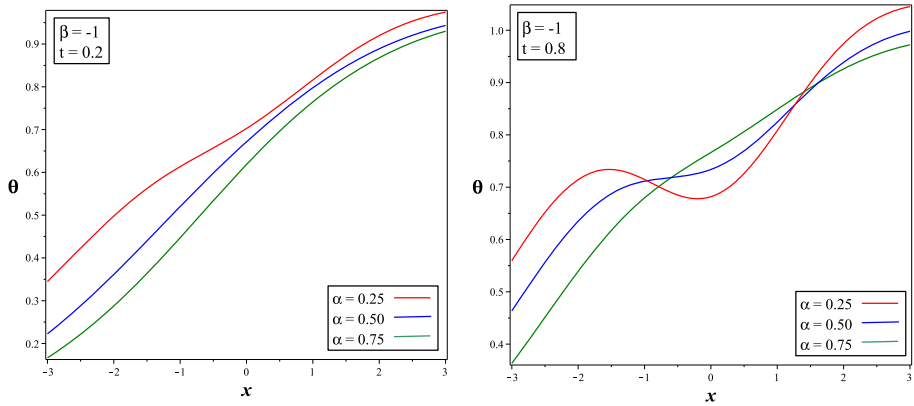 β = -1
t = 0.2
0.9
0.8
0.7
θ
0.6
0.5
0.4
0.3
0.2
α = 0.25
α = 0.50
α = 0.75
−3 −2 −1 0 1 2 3
x
β = -1
t = 0.8
1.0
0.9
0.8
0.7
θ
0.6
0.5
0.4
α = 0.25
α = 0.50
α = 0.75
−3 −2 −1 0 1 2 3
x